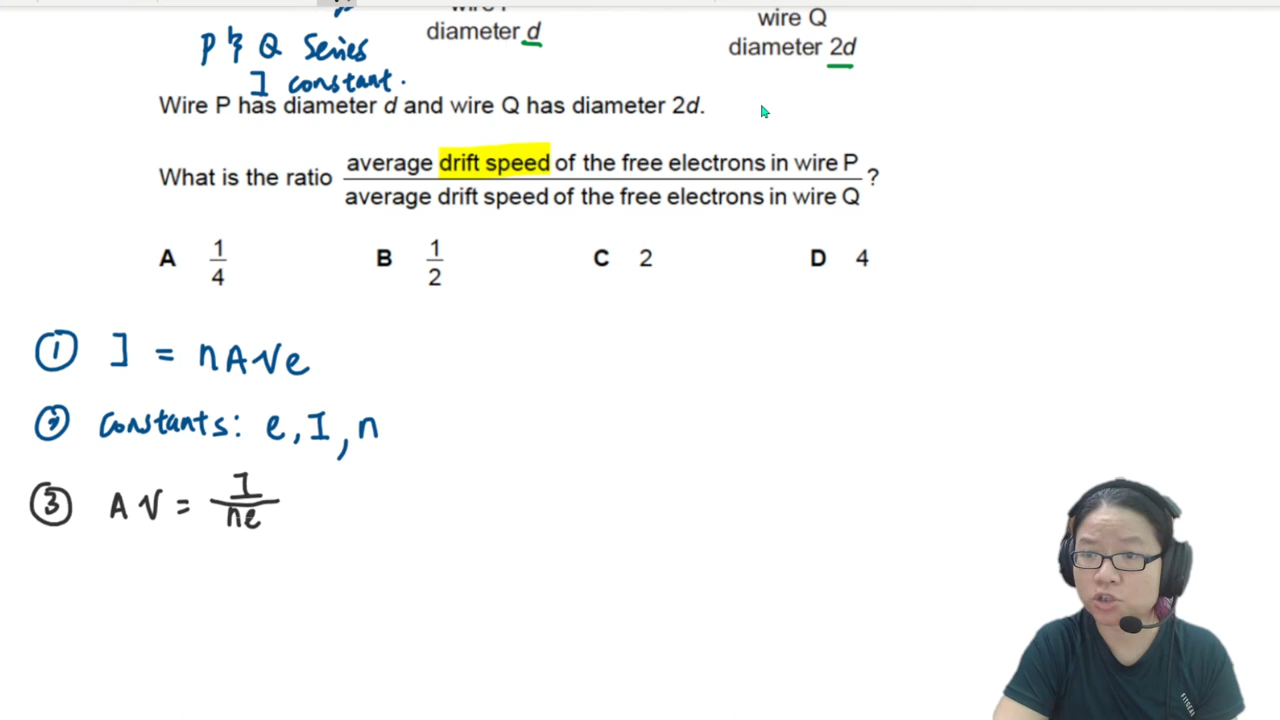 wire Q
diameter d
diameter 2d
P & Q Series
I constant.
Wire P has diameter d and wire Q has diameter 2d.
What is the ratio average drift speed of the free electrons in wire P / average drift speed of the free electrons in wire Q ?
A 1/4 B 1/2 C 2 D 4
① I = nAve
② constants: e, I, n
③ Av = I/ne